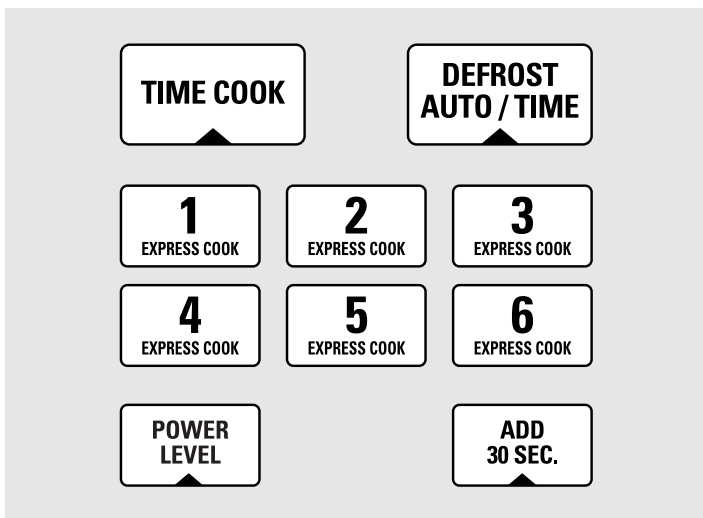 TIME COOK
DEFROST
AUTO / TIME
1
EXPRESS COOK
2
EXPRESS COOK
3
EXPRESS COOK
4
EXPRESS COOK
5
EXPRESS COOK
6
EXPRESS COOK
POWER
LEVEL
ADD
30 SEC.